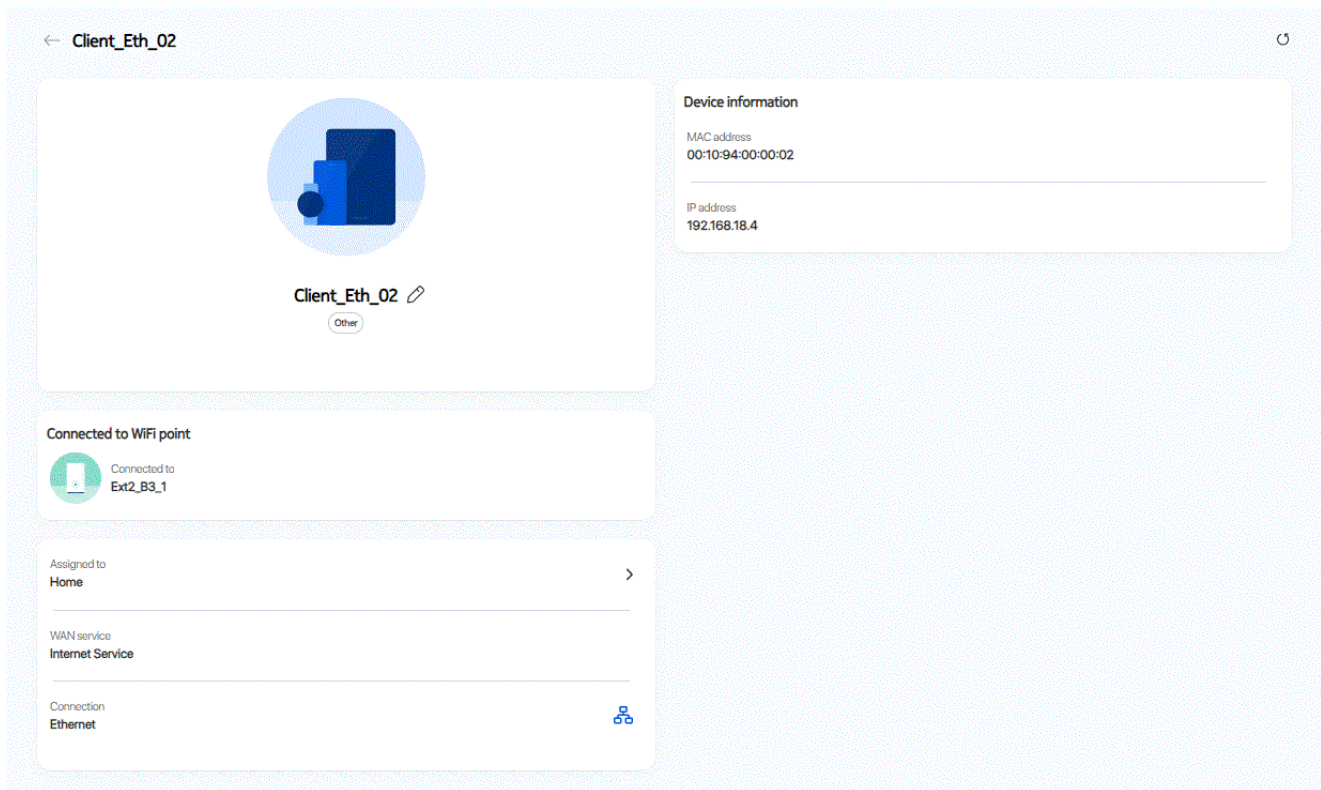 Client_Eth_02
Client_Eth_02
Other
Connected to WiFi point
Connected to
Ext2_B3_1
Assigned to
Home
WAN service
Internet Service
Connection
Ethernet
Device information
MAC address
00:10:94:00:00:02
IP address
192.168.18.4